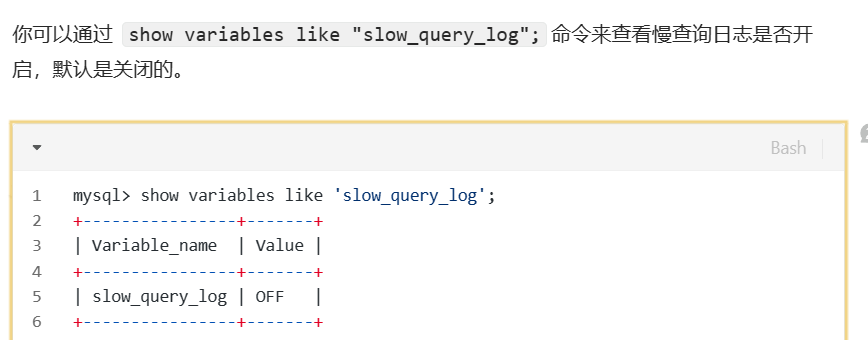 你可以通过 show variables like "slow_query_log"; 命令来查看慢查询日志是否开
启，默认是关闭的。
Bash
1 mysql> show variables like 'slow_query_log';
2 +----------------+-------+
3 | Variable_name  | Value |
4 +----------------+-------+
5 | slow_query_log | OFF   |
6 +----------------+-------+